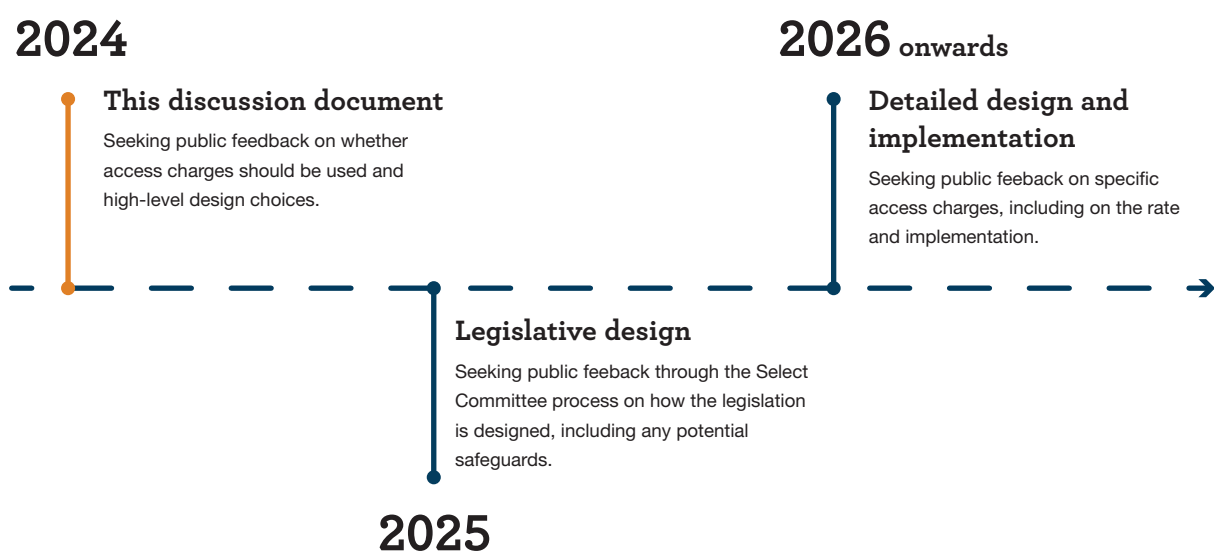 2024
This discussion document
Seeking public feedback on whether
access charges should be used and
high-level design choices.
Legislative design
Seeking public feeback through the Select
Committee process on how the legislation
is designed, including any potential
safeguards.
2025
2026 onwards
Detailed design and
implementation
Seeking public feeback on specific
access charges, including on the rate
and implementation.